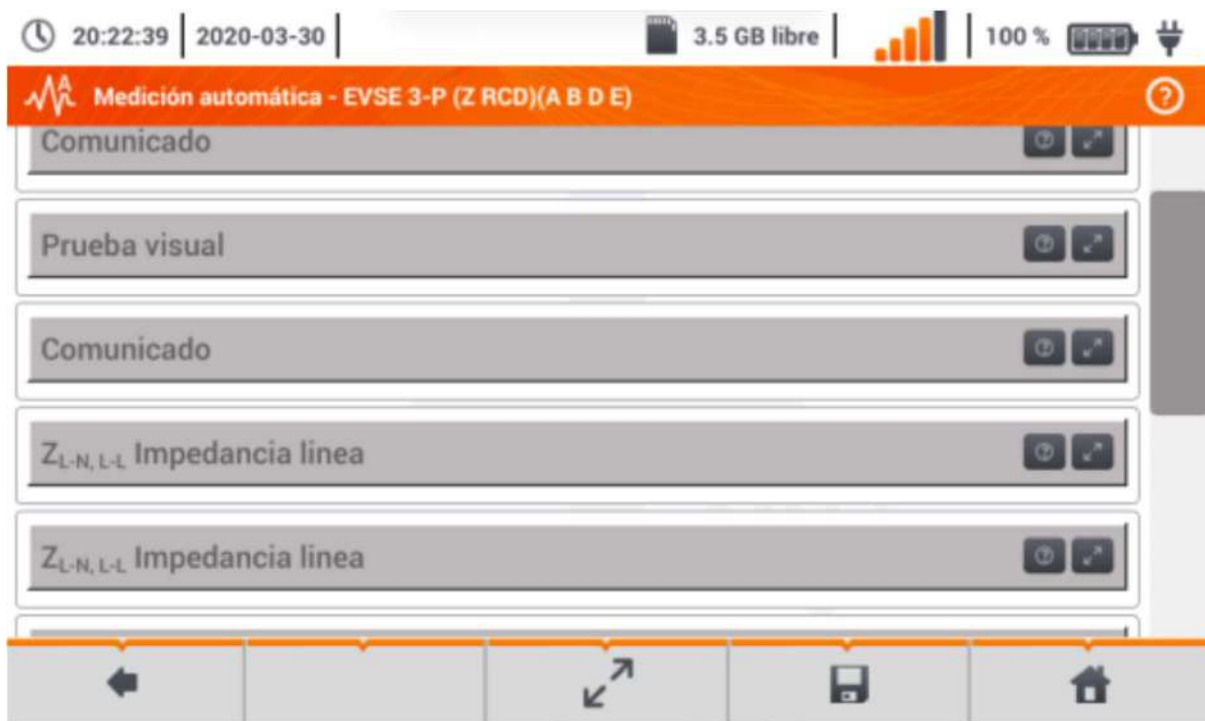 20:22:39 2020-03-30 3.5 GB libre 100 %
Medición automática - EVSE 3-P (Z RCD)(A B D E)
Comunicado
Prueba visual
Comunicado
ZL-N, L-L Impedancia linea
ZL-N, L-L Impedancia linea